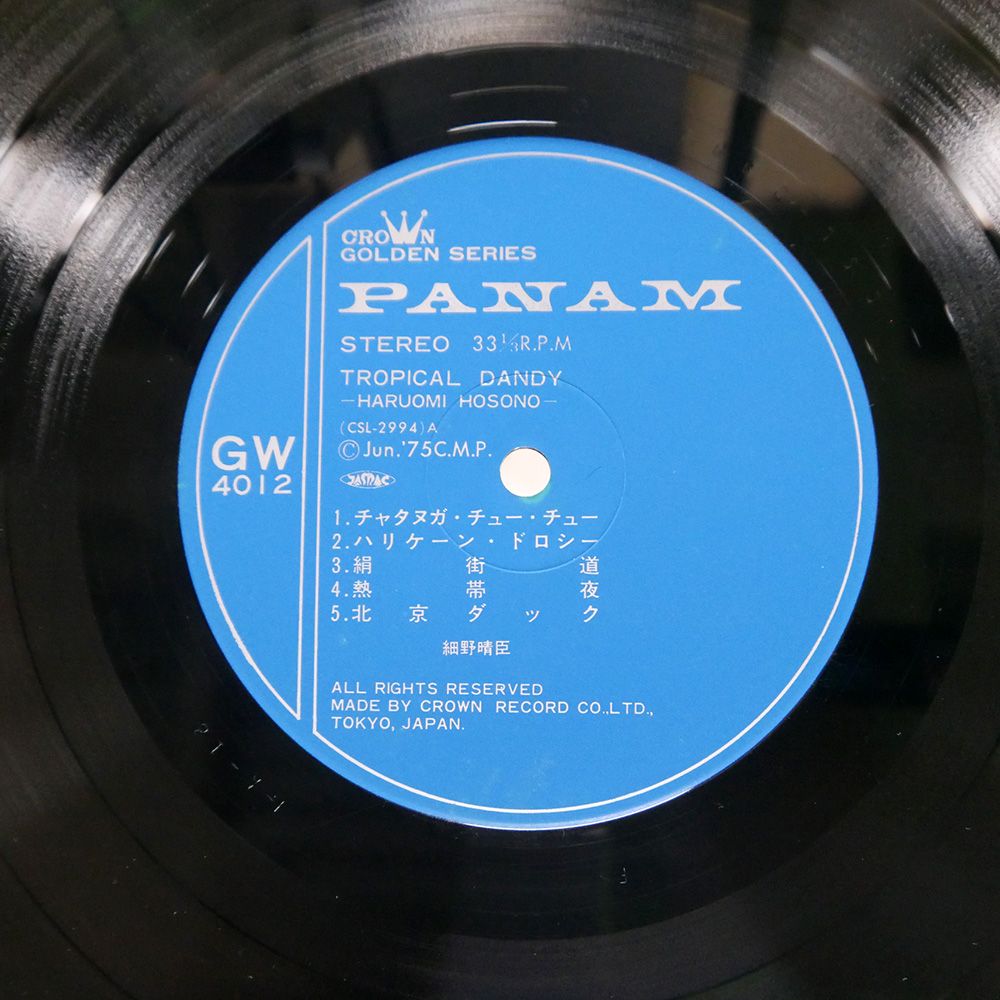 CROWN
GOLDEN SERIES
PANAM
STEREO 33⅓R.P.M
TROPICAL DANDY
—HARUOMI HOSONO—
(CSL-2994)A
Ⓒ Jun.'75C.M.P.
JASRAC
GW
4012
1.チャタヌガ・チュー・チュー
2.ハリケーン・ドロシー
3.絹街道
4.熱帯夜
5.北京ダック
細野晴臣
ALL RIGHTS RESERVED
MADE BY CROWN RECORD CO.,LTD.,
TOKYO, JAPAN.